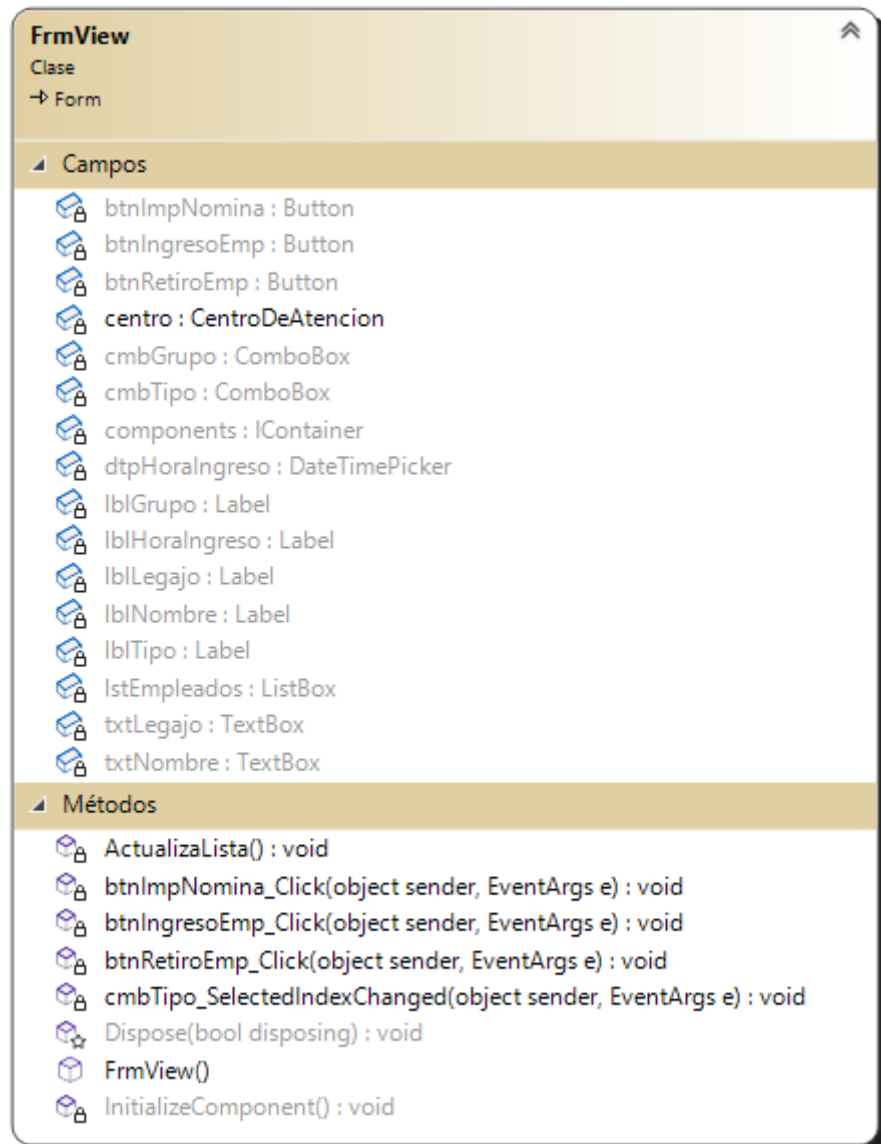 FrmView
Clase
Form
Campos
btnImpNomina : Button
btnIngresoEmp : Button
btnRetiroEmp : Button
centro : CentroDeAtencion
cmbGrupo : ComboBox
cmbTipo : ComboBox
components : IContainer
dtpHoraIngreso : DateTimePicker
lblGrupo : Label
lblHoraIngreso : Label
lblLegajo : Label
lblNombre : Label
lblTipo : Label
lstEmpleados : ListBox
txtLegajo : TextBox
txtNombre : TextBox
Métodos
ActualizaLista() : void
btnImpNomina_Click(object sender, EventArgs e) : void
btnIngresoEmp_Click(object sender, EventArgs e) : void
btnRetiroEmp_Click(object sender, EventArgs e) : void
cmbTipo_SelectedIndexChanged(object sender, EventArgs e) : void
Dispose(bool disposing) : void
FrmView()
InitializeComponent() : void